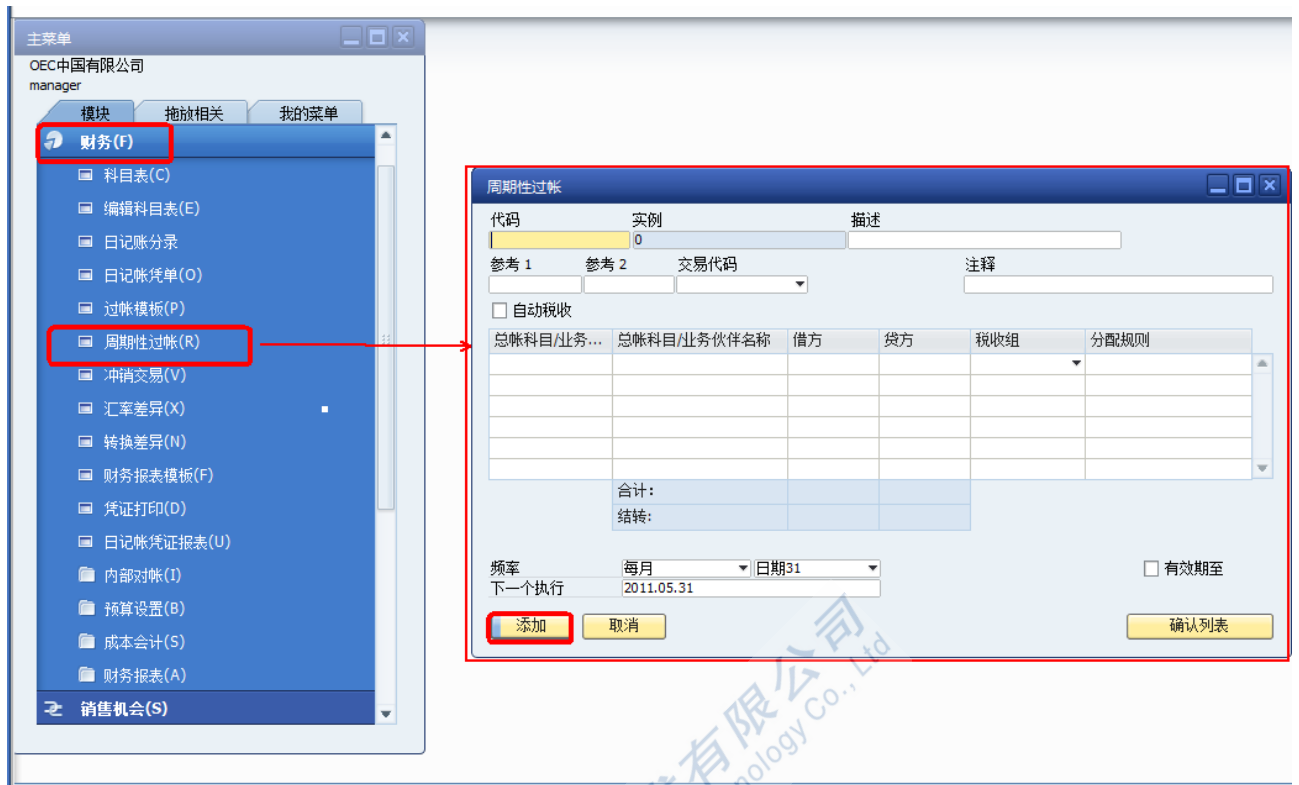 主菜单
OEC中国有限公司
manager
模块 拖放相关 我的菜单
财务(F)
科目表(C)
编辑科目表(E)
日记账分录
日记帐凭单(O)
过帐模板(P)
周期性过帐(R)
冲销交易(V)
汇率差异(X)
转换差异(N)
财务报表模板(F)
凭证打印(D)
日记帐凭证报表(U)
内部对帐(I)
预算设置(B)
成本会计(S)
财务报表(A)
销售机会(S)
周期性过帐
代码 实例 描述
0
参考 1 参考 2 交易代码 注释
自动税收
总帐科目/业务... 总帐科目/业务伙伴名称 借方 贷方 税收组 分配规则
合计:
结转:
频率 每月 日期31 有效期至
下一个执行 2011.05.31
添加 取消 确认列表
有限公司
nology Co., Ltd